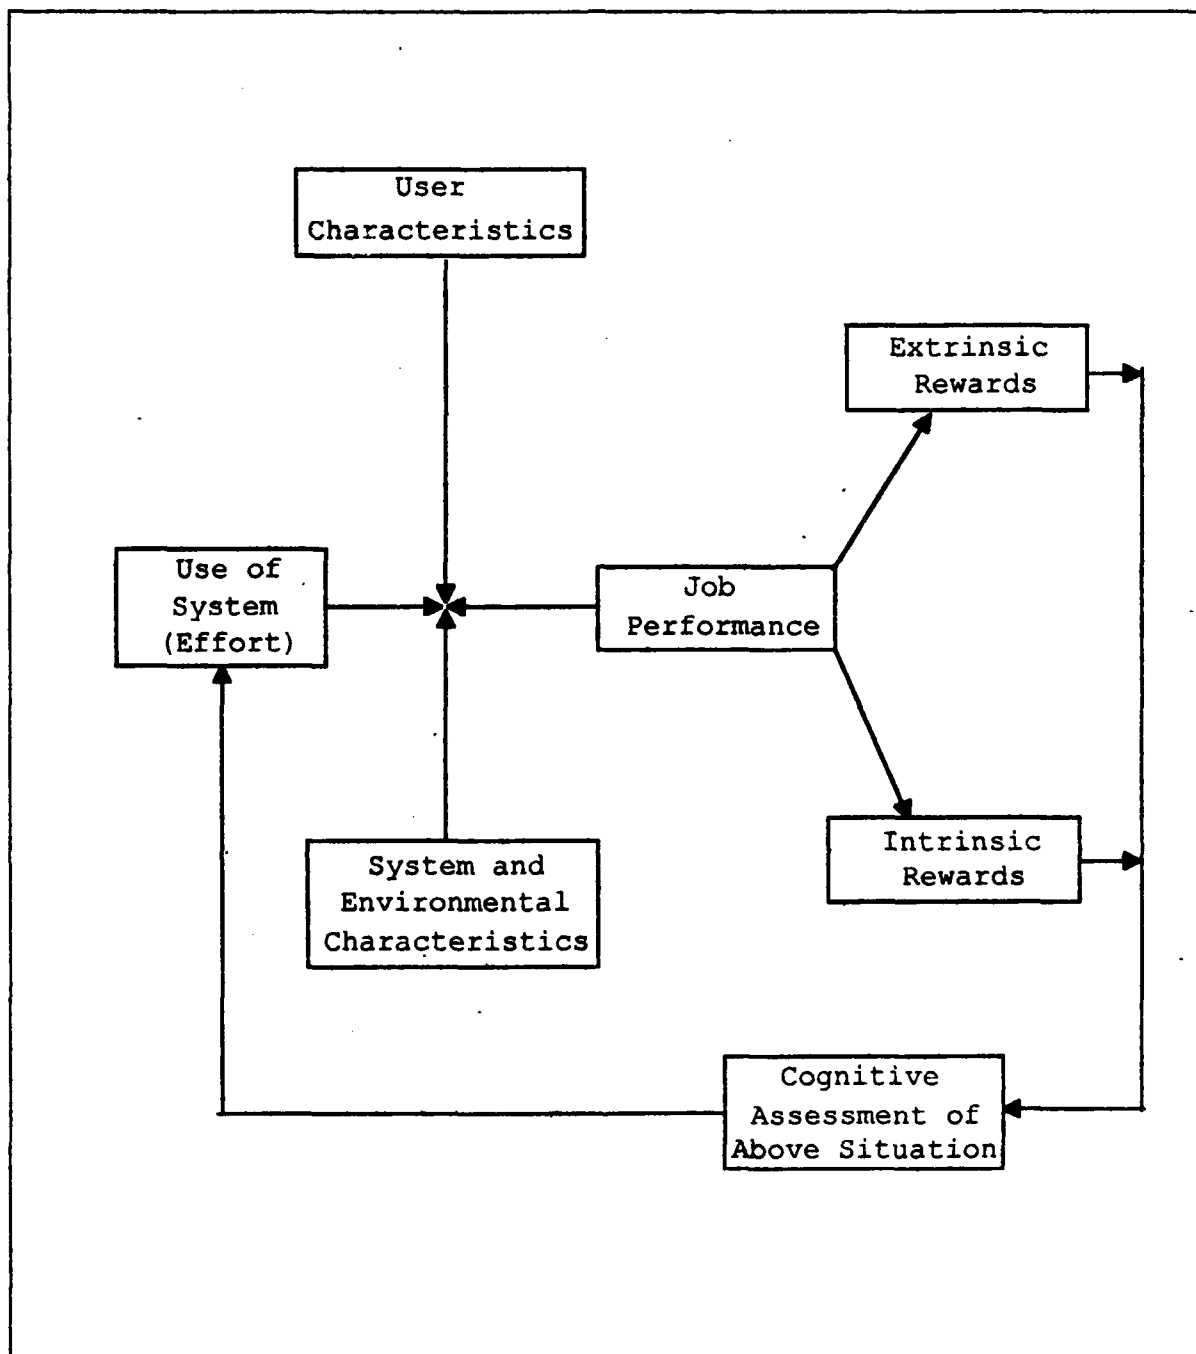 User
Characteristics
Extrinsic
Rewards
Use of
System
(Effort)
Job
Performance
System and
Environmental
Characteristics
Intrinsic
Rewards
Cognitive
Assessment of
Above Situation